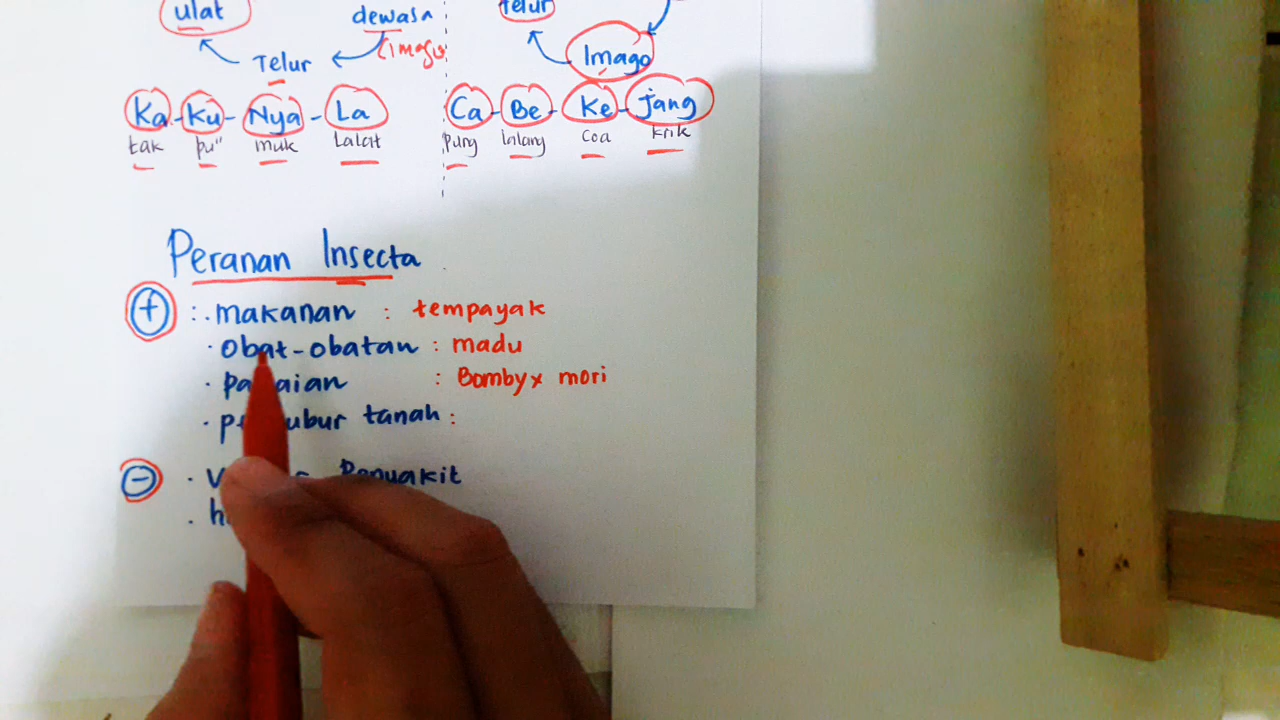 ulat dewasa Telur
(imago
Telur Imago
Ka-Ku-Nya-La Ca-Be-Ke-jang
tak pu" muk Lalat pung lalang coa krik
Peranan Insecta
+ : . makanan : tempayak
. Obat-obatan : madu
. : Bombyx mori
. tanah :
- . Penyakit
.